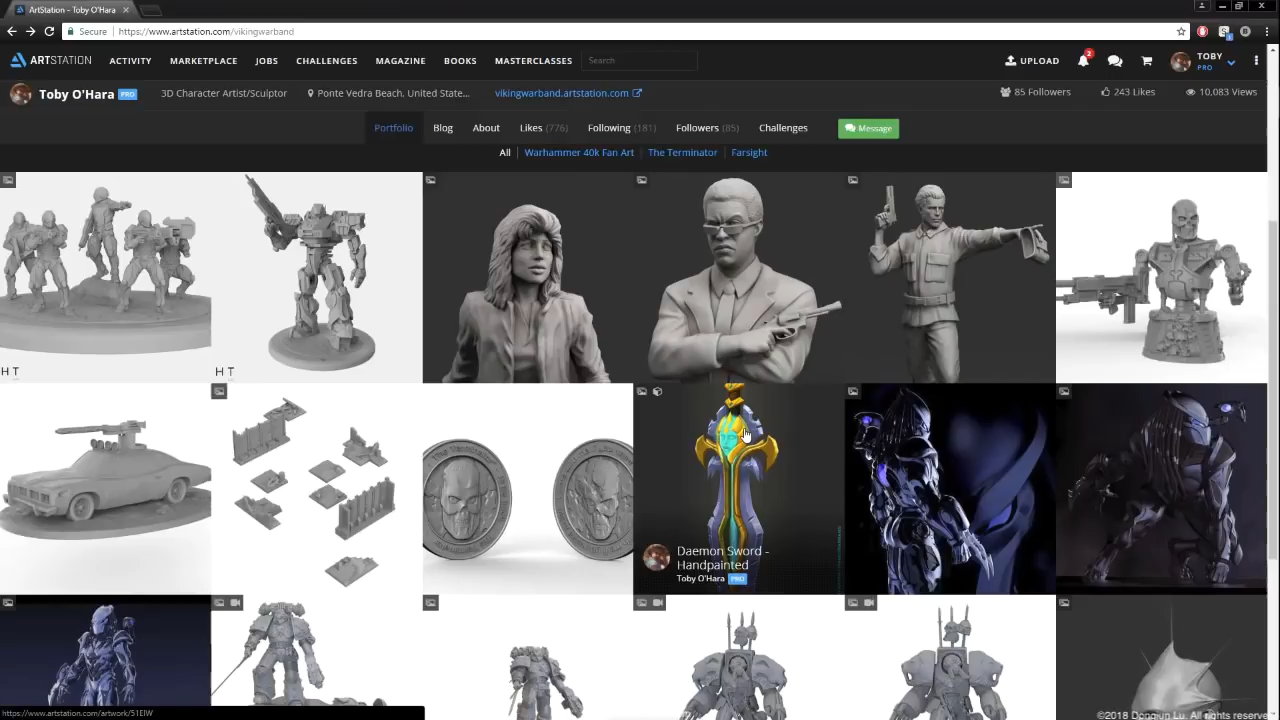 ArtStation - Toby O'Hara
Secure https://www.artstation.com/vikingwarband
ARTSTATION ACTIVITY MARKETPLACE JOBS CHALLENGES MAGAZINE BOOKS MASTERCLASSES Search UPLOAD 2 TOBY
PRO
Toby O'Hara PRO 3D Character Artist/Sculptor Ponte Vedra Beach, United State... vikingwarband.artstation.com 85 Followers 243 Likes 10,083 Views
Portfolio Blog About Likes (776) Following (181) Followers (85) Challenges Message
All Warhammer 40k Fan Art The Terminator Farsight
H T
H T
Daemon Sword -
Handpainted
Toby O'Hara PRO
https://www.artstation.com/artwork/51EIW
©2018 Dongjun Lu. All rights reserve